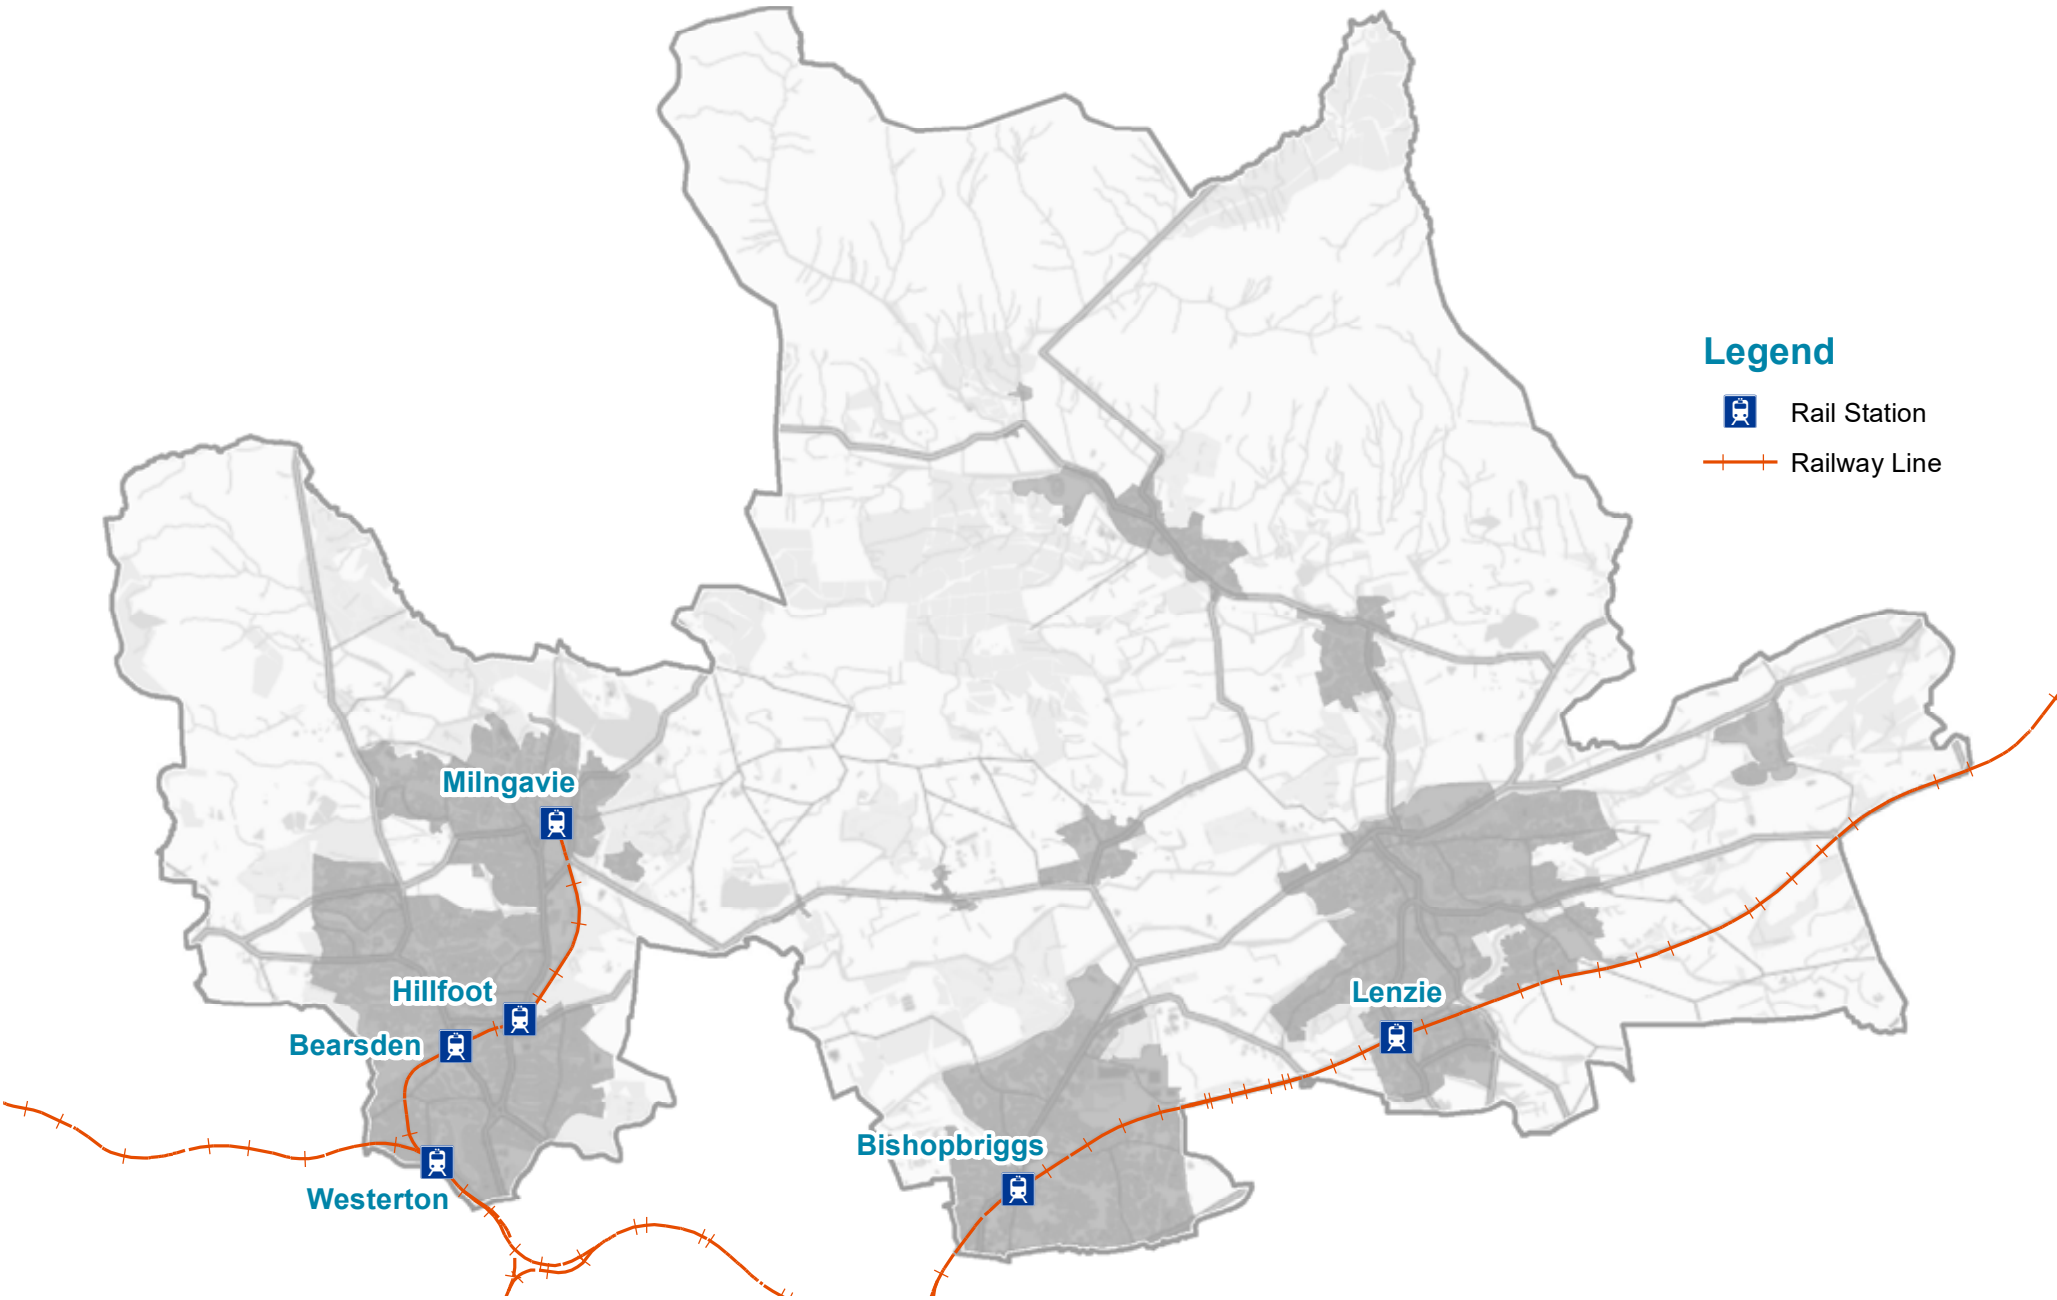 Legend
Rail Station
Railway Line
Milngavie
Hillfoot
Bearsden
Lenzie
Bishopbriggs
Westerton